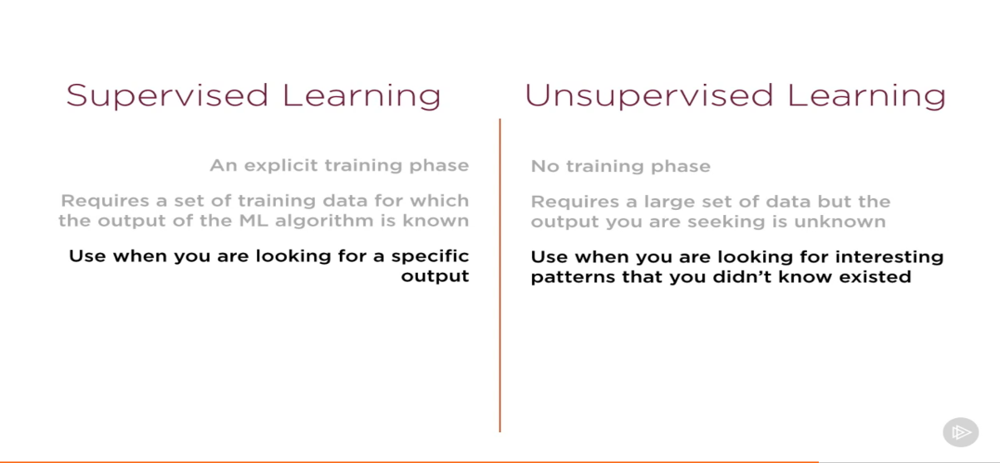 Supervised Learning
An explicit training phase
Requires a set of training data for which
the output of the ML algorithm is known
Use when you are looking for a specific
output
Unsupervised Learning
No training phase
Requires a large set of data but the
output you are seeking is unknown
Use when you are looking for interesting
patterns that you didn’t know existed